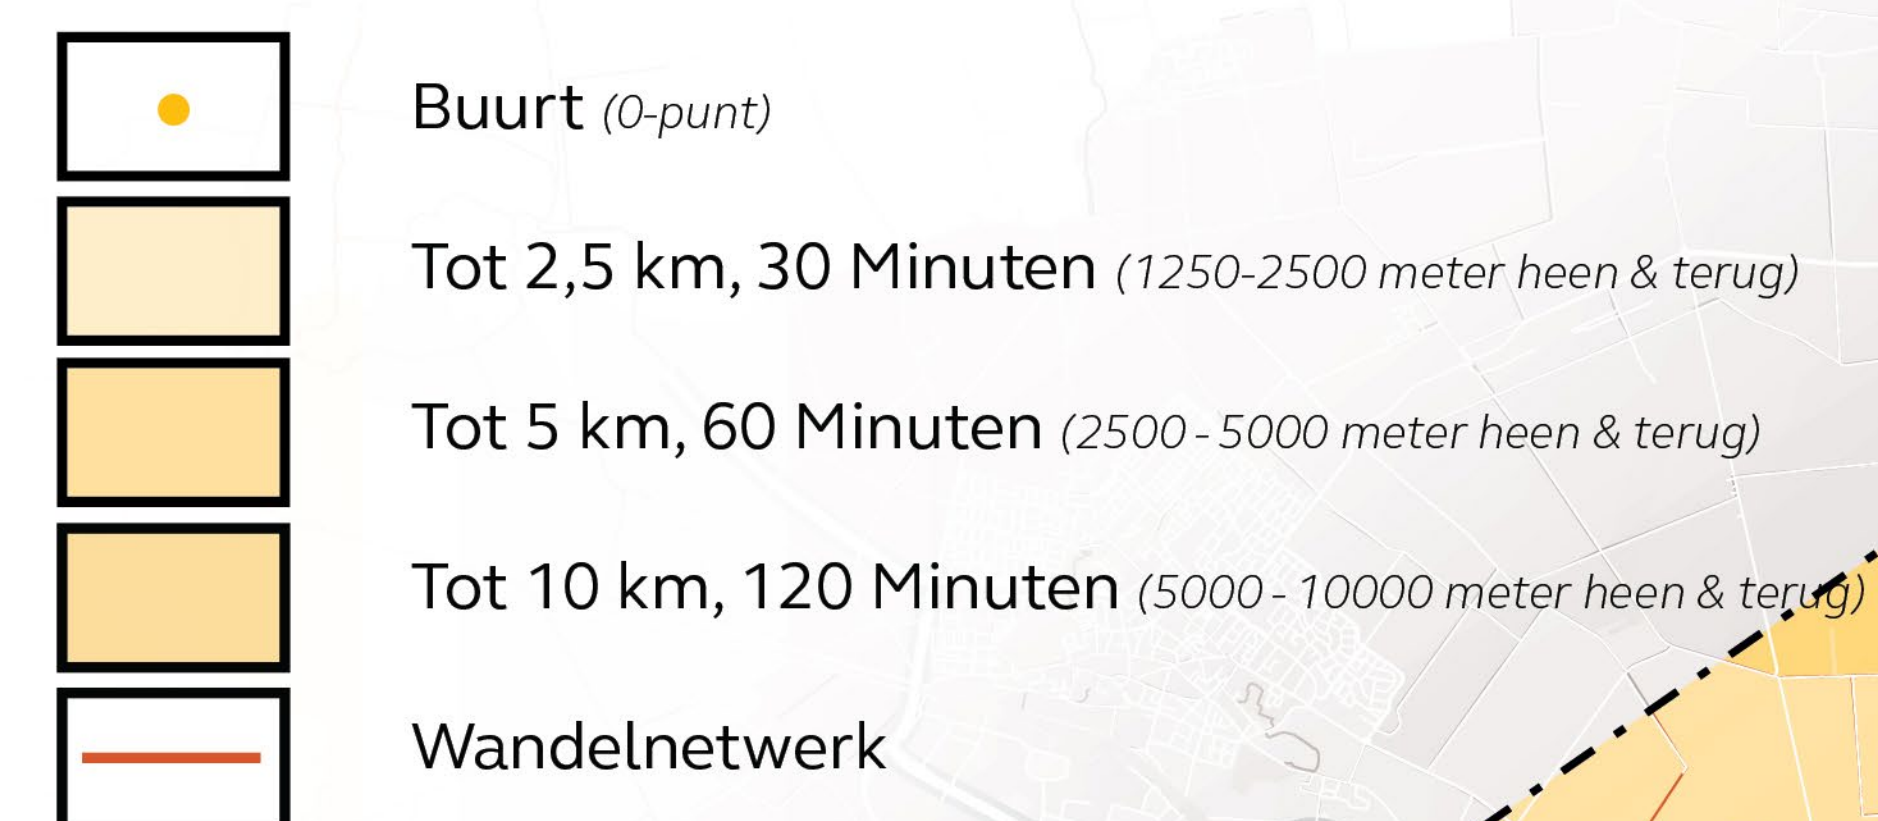 Buurt (0-punt)
Tot 2,5 km, 30 Minuten (1250-2500 meter heen & terug)
Tot 5 km, 60 Minuten (2500 - 5000 meter heen & terug)
Tot 10 km, 120 Minuten (5000 - 10000 meter heen & terug)
Wandelnetwerk